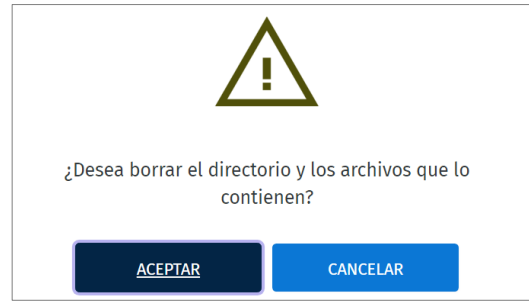 ¿Desea borrar el directorio y los archivos que lo
contienen?
ACEPTAR
CANCELAR